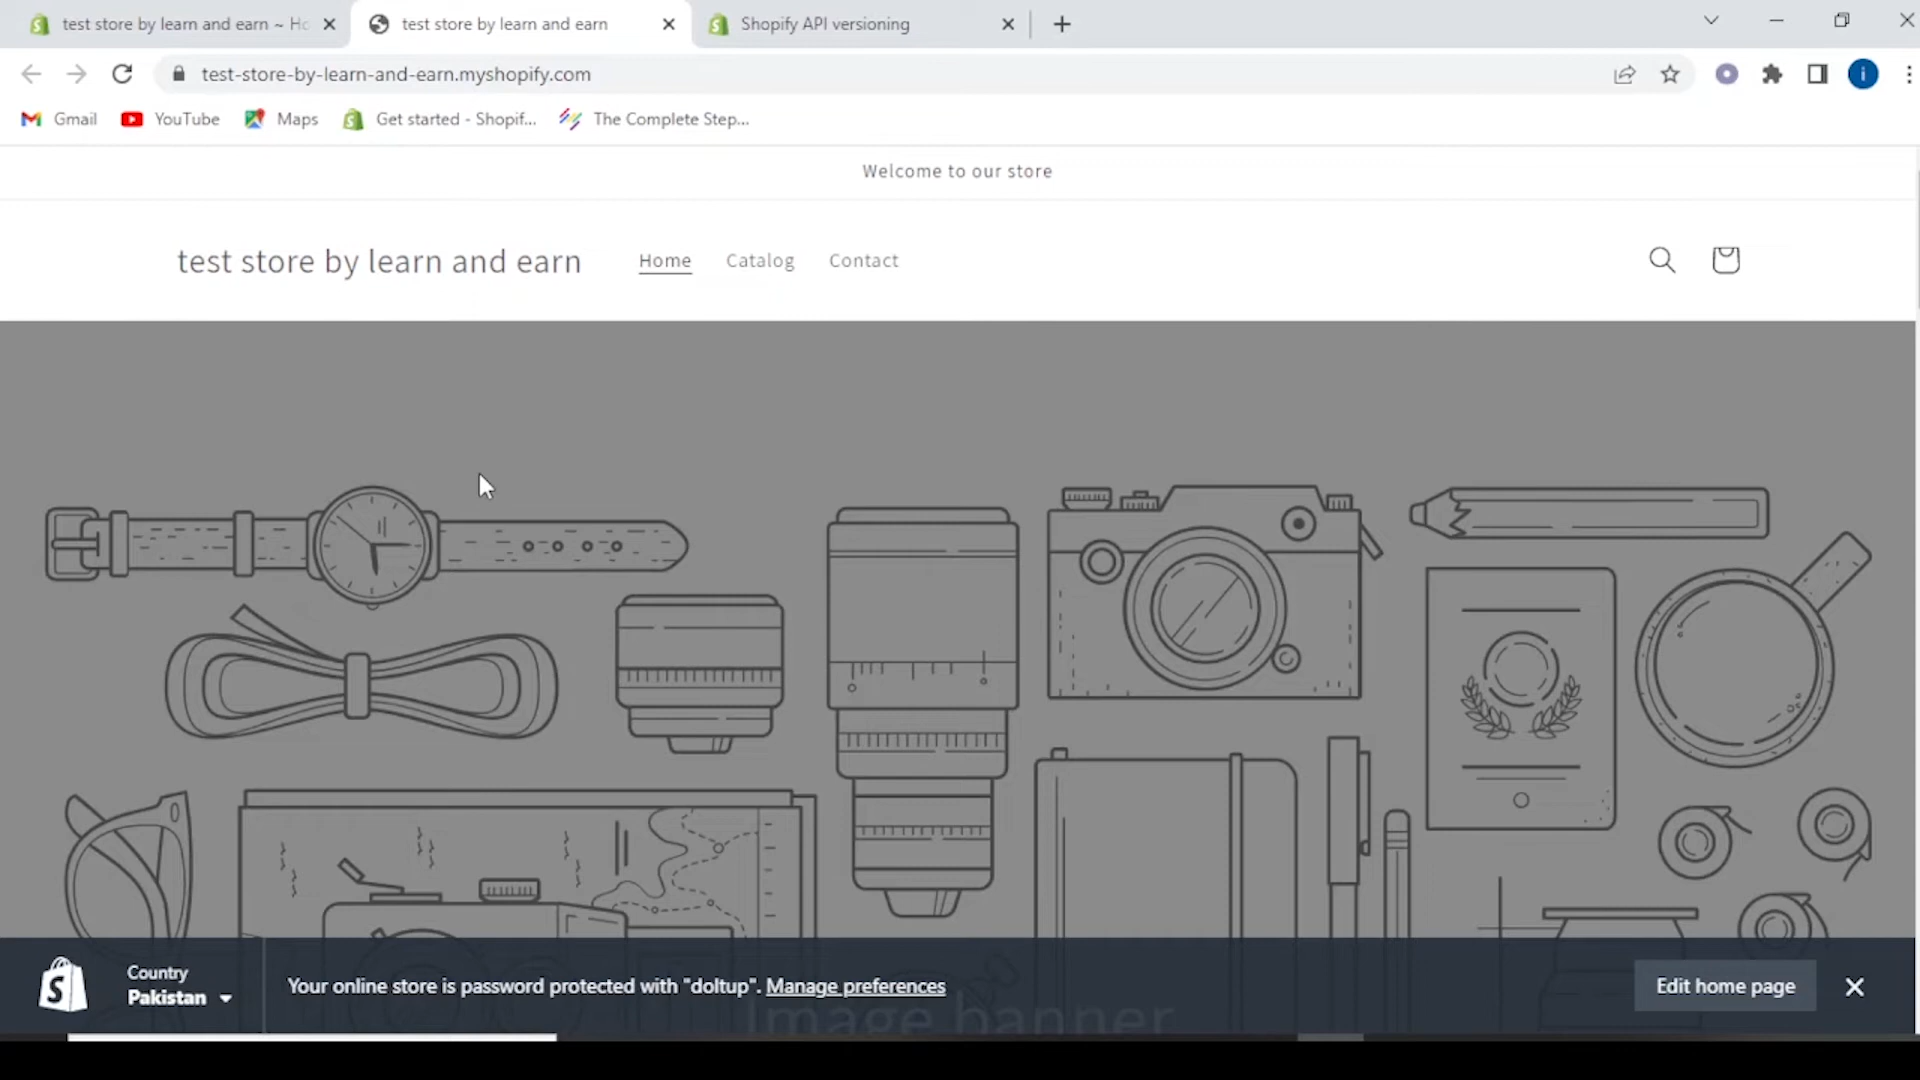 test store by learn and earn ~ Ho
test store by learn and earn
Shopify API versioning
test-store-by-learn-and-earn.myshopify.com
i
Gmail
YouTube
Maps
Get started - Shopif...
The Complete Step...
Welcome to our store
test store by learn and earn
Home
Catalog
Contact
Country
Pakistan
Your online store is password protected with "doltup". Manage preferences
Edit home page
Image banner